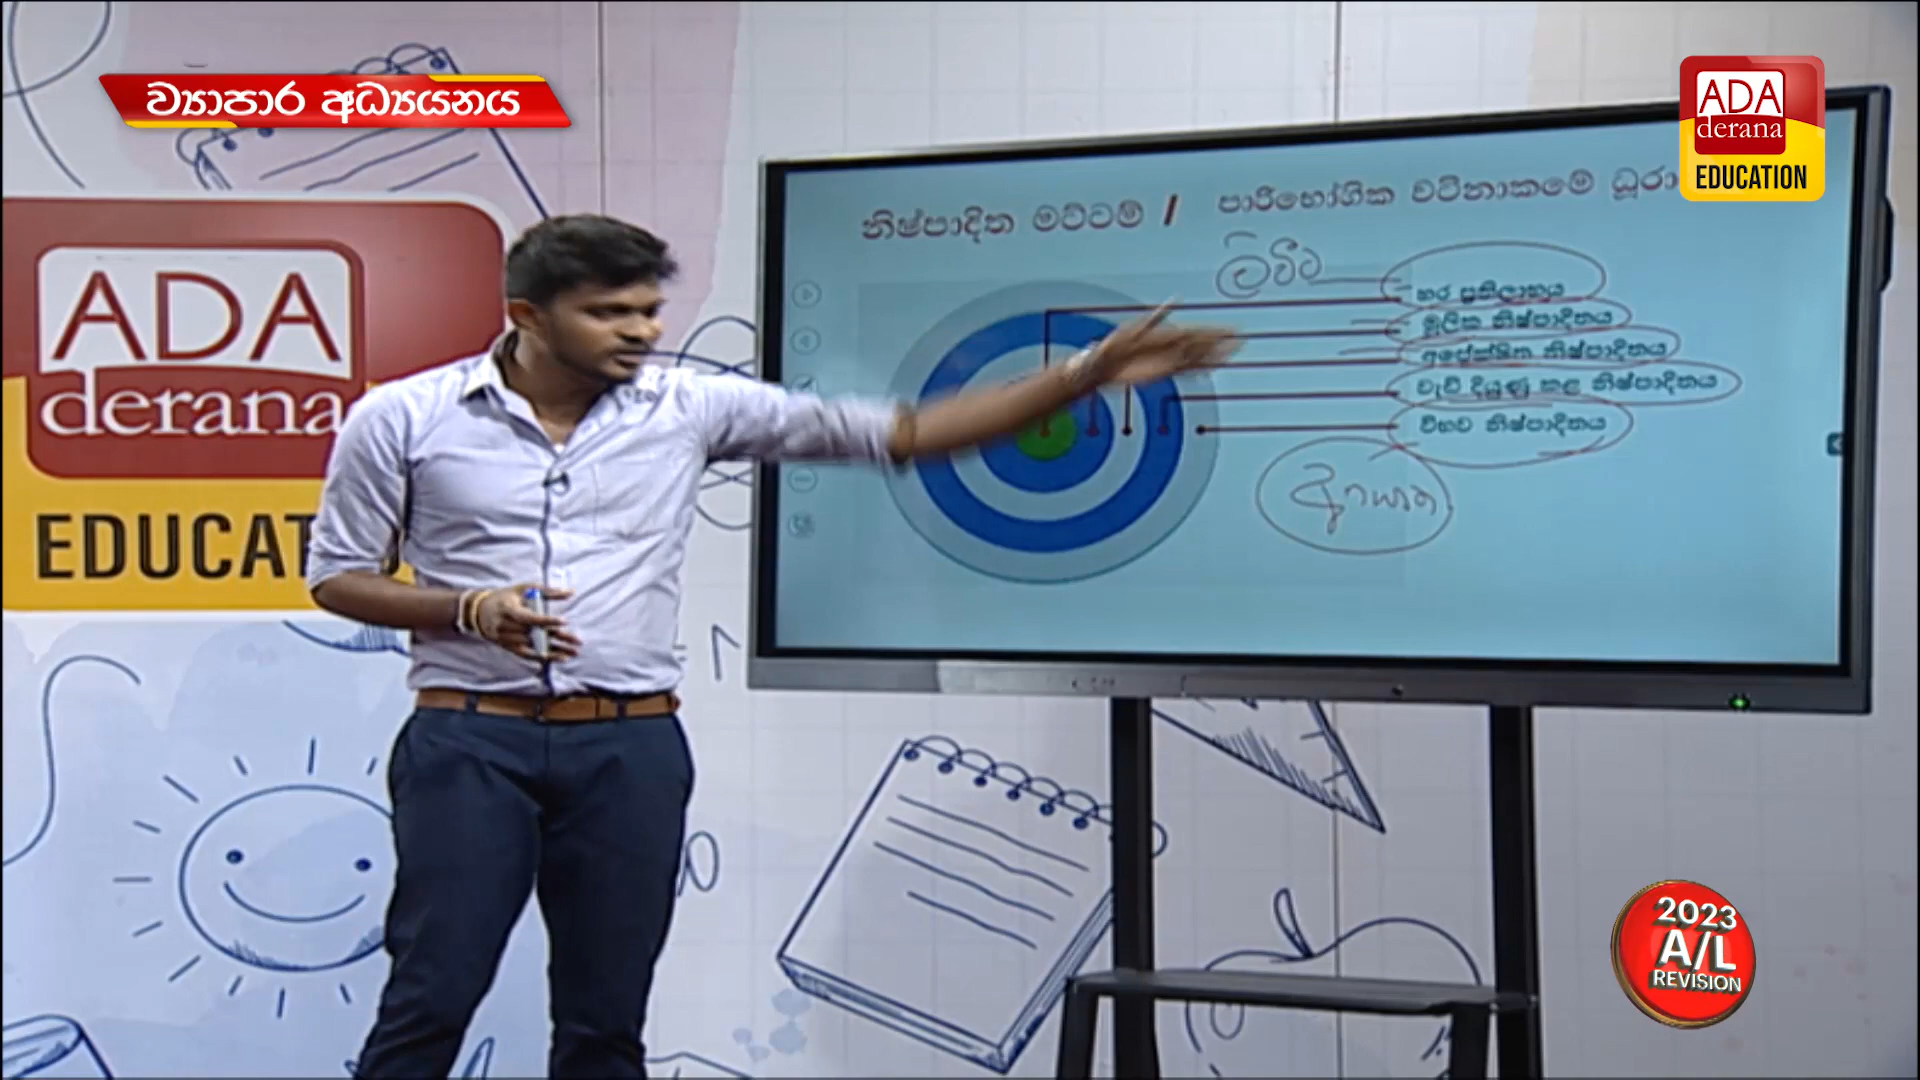 ව්‍යාපාර අධ්‍යයනය
ADA
derana
EDUCATION
නිෂ්පාදිත මට්ටම් / පාරිභෝගික වටිනාකමේ ධූරා
හර ප්‍රතිලාභය
මූලික නිෂ්පාදිතය
අපේක්ෂිත නිෂ්පාදිතය
වැඩි දියුණු කළ නිෂ්පාදිතය
විභව නිෂ්පාදිතය
ADA
derana
EDUCAT
2023
A/L
REVISION